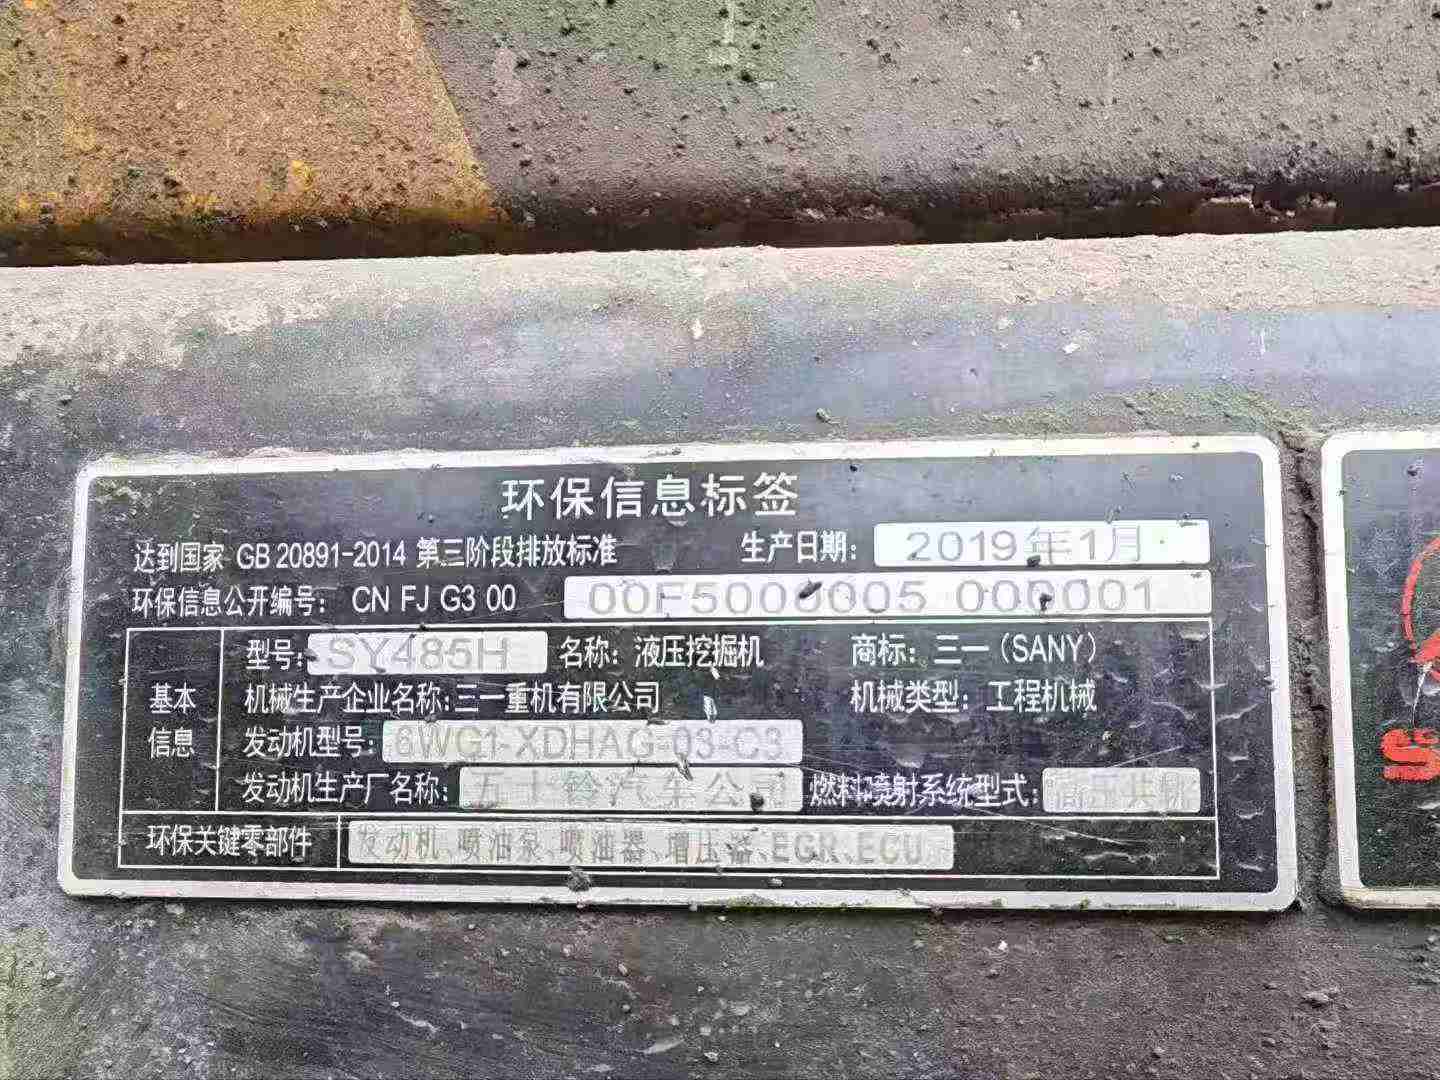 环保信息标签
达到国家 GB 20891-2014 第三阶段排放标准 生产日期: 2019年1月
环保信息公开编号: CN FJ G3 00 00F5000005 000001
基本信息
型号: SY485H 名称: 液压挖掘机 商标: 三一(SANY)
机械生产企业名称: 三一重机有限公司 机械类型: 工程机械
发动机型号: 6WG1-XDHAG-03-C3
发动机生产厂名称: 五十铃汽车公司 燃料喷射系统型式: 高压共轨
环保关键零部件 发动机、喷油泵、喷油器、增压器、EGR、ECU